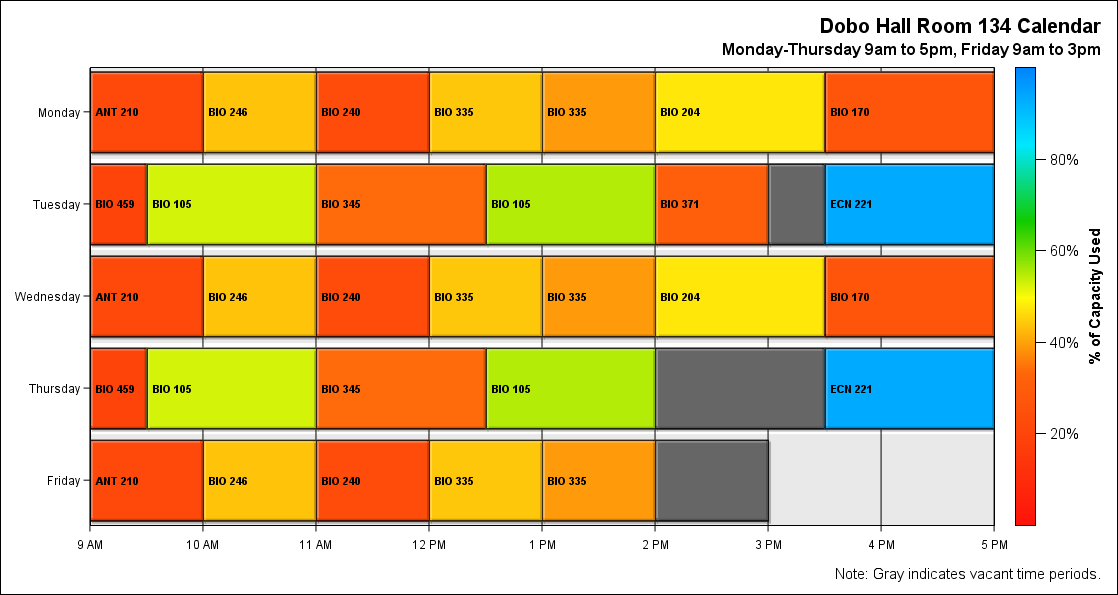 Dobo Hall Room 134 Calendar
Monday-Thursday 9am to 5pm, Friday 9am to 3pm
Monday ANT 210 BIO 246 BIO 240 BIO 335 BIO 335 BIO 204 BIO 170
Tuesday BIO 459 BIO 105 BIO 345 BIO 105 BIO 371 ECN 221
Wednesday ANT 210 BIO 246 BIO 240 BIO 335 BIO 335 BIO 204 BIO 170
Thursday BIO 459 BIO 105 BIO 345 BIO 105 ECN 221
Friday ANT 210 BIO 246 BIO 240 BIO 335 BIO 335
9 AM 10 AM 11 AM 12 PM 1 PM 2 PM 3 PM 4 PM 5 PM
80%
60%
40%
20%
% of Capacity Used
Note: Gray indicates vacant time periods.